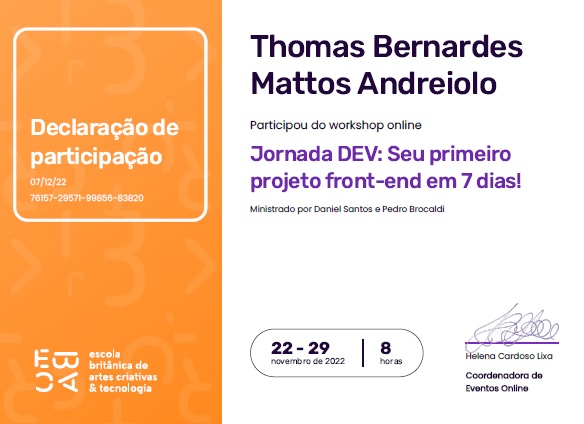 Declaração de
participação
07/12/22
76157-29571-99856-83820
EBAC
escola
britânica de
artes criativas
& tecnologia
Thomas Bernardes
Mattos Andreiolo
Participou do workshop online
Jornada DEV: Seu primeiro
projeto front-end em 7 dias!
Ministrado por Daniel Santos e Pedro Brocaldi
22 - 29
novembro de 2022
8
horas
Helena Cardoso Lixa
Coordenadora de
Eventos Online